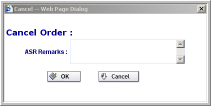 Cancel -- Web Page Dialog
Cancel Order :
ASR Remarks :
OK
Cancel